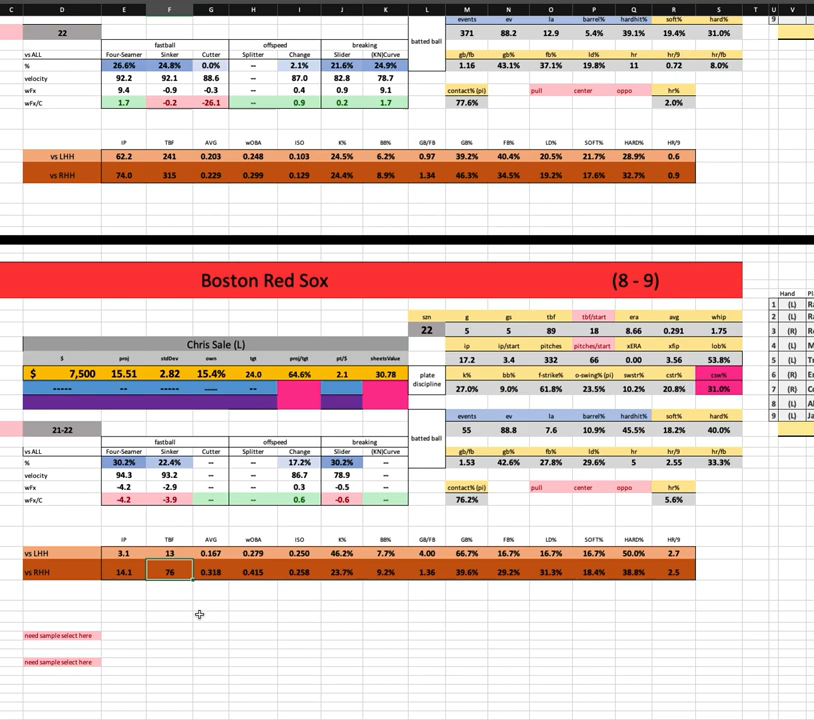 C D E F G H I J K L M N O P Q R S T U V
events ev la barrel% hardhit% soft% hard% 9
22 371 88.2 12.9 5.4% 39.1% 19.4% 31.0%
fastball offspeed breaking batted ball
vs ALL Four-Seamer Sinker Cutter Splitter Change Slider (KN)Curve gb/fb gb% fb% ld% hr hr/9 hr/fb
% 26.6% 24.8% 0.0% -- 2.1% 21.6% 24.9% 1.16 43.1% 37.1% 19.8% 11 0.72 8.0%
velocity 92.2 92.1 88.6 -- 87.0 82.8 78.7
wFx 9.4 -0.9 -0.3 -- 0.4 0.9 9.1 contact% (pi) pull center oppo hr%
wFx/C 1.7 -0.2 -26.1 -- 0.9 0.2 1.7 77.6% 2.0%
IP TBF AVG wOBA ISO K% BB% GB/FB GB% FB% LD% SOFT% HARD% HR/9
vs LHH 62.2 241 0.203 0.248 0.103 24.5% 6.2% 0.97 39.2% 40.4% 20.5% 21.7% 28.9% 0.6
vs RHH 74.0 315 0.229 0.299 0.129 24.4% 8.9% 1.34 46.3% 34.5% 19.2% 17.6% 32.7% 0.9
Boston Red Sox (8 - 9)
Hand
1 (L)
szn g gs tbf tbf/start era avg whip 2 (L)
22 5 5 89 18 8.66 0.291 1.75 3 (R)
Chris Sale (L) ip ip/start pitches pitches/start xERA xfip lob% 4 (L)
$ proj stdDev own tgt proj/tgt pt/$ sheetsValue 17.2 3.4 332 66 0.00 3.56 53.8% 5 (L)
$ 7,500 15.51 2.82 15.4% 24.0 64.6% 2.1 30.78 plate discipline k% bb% f-strike% o-swing% (pi) swstr% cstr% csw% 6 (R)
----- -- --- ---- -- 27.0% 9.0% 61.8% 23.5% 10.2% 20.8% 31.0% 7 (R)
8 (L)
events ev la barrel% hardhit% soft% hard% 9 (L)
21-22 55 88.8 7.6 10.9% 45.5% 18.2% 40.0%
fastball offspeed breaking batted ball
vs ALL Four-Seamer Sinker Cutter Splitter Change Slider (KN)Curve gb/fb gb% fb% ld% hr hr/9 hr/fb
% 30.2% 22.4% -- -- 17.2% 30.2% -- 1.53 42.6% 27.8% 29.6% 5 2.55 33.3%
velocity 94.3 93.2 -- -- 86.7 78.9 --
wFx -4.2 -2.9 -- -- 0.3 -0.5 -- contact% (pi) pull center oppo hr%
wFx/C -4.2 -3.9 -- -- 0.6 -0.6 -- 76.2% 5.6%
IP TBF AVG wOBA ISO K% BB% GB/FB GB% FB% LD% SOFT% HARD% HR/9
vs LHH 3.1 13 0.167 0.279 0.250 46.2% 7.7% 4.00 66.7% 16.7% 16.7% 16.7% 50.0% 2.7
vs RHH 14.1 76 0.318 0.415 0.258 23.7% 9.2% 1.36 39.6% 29.2% 31.3% 18.4% 38.8% 2.5
need sample select here
need sample select here